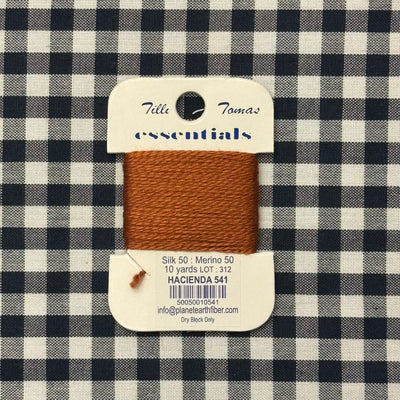 Tilli Tomas
essentials
Silk 50 : Merino 50
10 yards LOT : 312
HACIENDA 541
50050010541
info@planetearthfiber.com
Dry Block Only